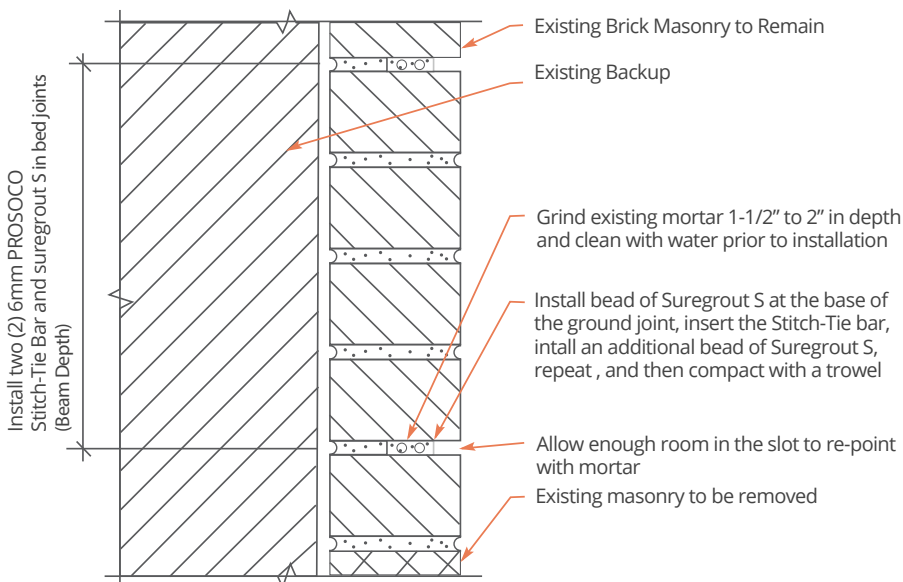 Existing Brick Masonry to Remain
Existing Backup
Install two (2) 6mm PROSOCO
Stitch-Tie Bar and suregrout S in bed joints
(Beam Depth)
Grind existing mortar 1-1/2” to 2” in depth
and clean with water prior to installation
Install bead of Suregrout S at the base of
the ground joint, insert the Stitch-Tie bar,
intall an additional bead of Suregrout S,
repeat , and then compact with a trowel
Allow enough room in the slot to re-point
with mortar
Existing masonry to be removed